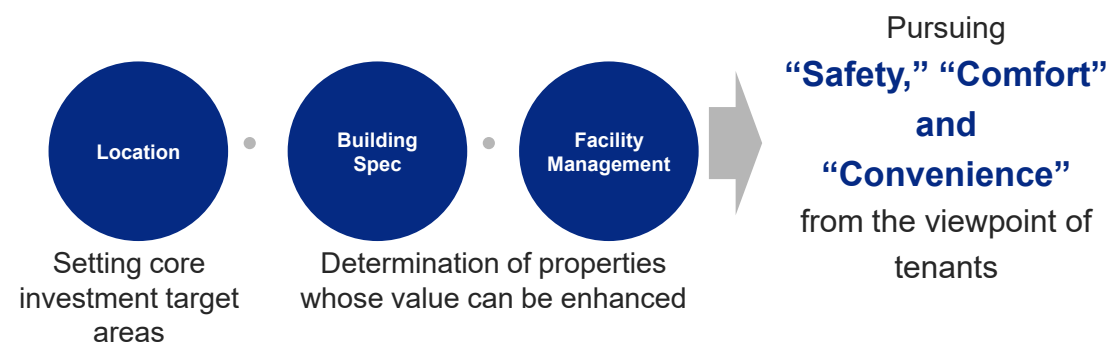 Location
Building
Spec
Facility
Management
Setting core
investment target
areas
Determination of properties
whose value can be enhanced
Pursuing
“Safety,” “Comfort”
and
“Convenience”
from the viewpoint of
tenants